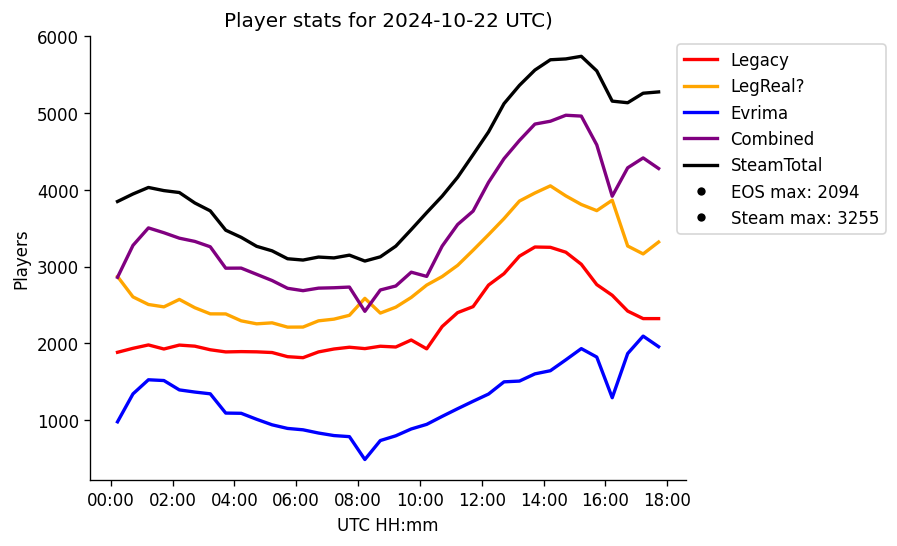 Player stats for 2024-10-22 UTC)
6000
5000
4000
3000
2000
1000
Players
00:00 02:00 04:00 06:00 08:00 10:00 12:00 14:00 16:00 18:00
UTC HH:mm
Legacy
LegReal?
Evrima
Combined
SteamTotal
EOS max: 2094
Steam max: 3255